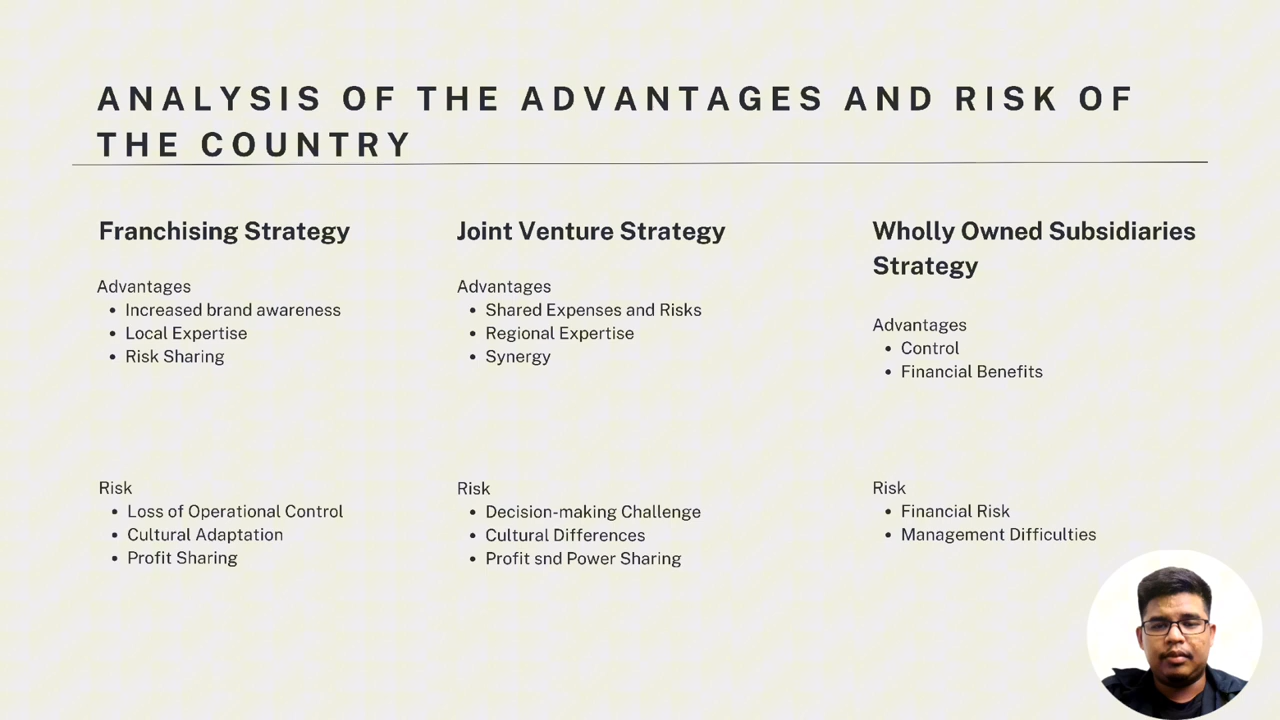 ANALYSIS OF THE ADVANTAGES AND RISK OF
THE COUNTRY
Franchising Strategy
Advantages
• Increased brand awareness
• Local Expertise
• Risk Sharing
Risk
• Loss of Operational Control
• Cultural Adaptation
• Profit Sharing
Joint Venture Strategy
Advantages
• Shared Expenses and Risks
• Regional Expertise
• Synergy
Risk
• Decision-making Challenge
• Cultural Differences
• Profit snd Power Sharing
Wholly Owned Subsidiaries
Strategy
Advantages
• Control
• Financial Benefits
Risk
• Financial Risk
• Management Difficulties